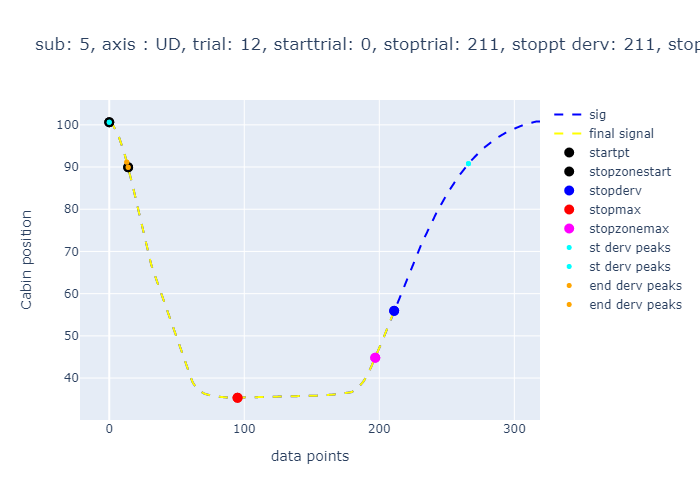 sub: 5, axis : UD, trial: 12, starttrial: 0, stoptrial: 211, stoppt derv: 211, stop
100
90
80
70
60
50
40
Cabin position
0
100
200
300
data points
sig
final signal
startpt
stopzonestart
stopderv
stopmax
stopzonemax
st derv peaks
st derv peaks
end derv peaks
end derv peaks